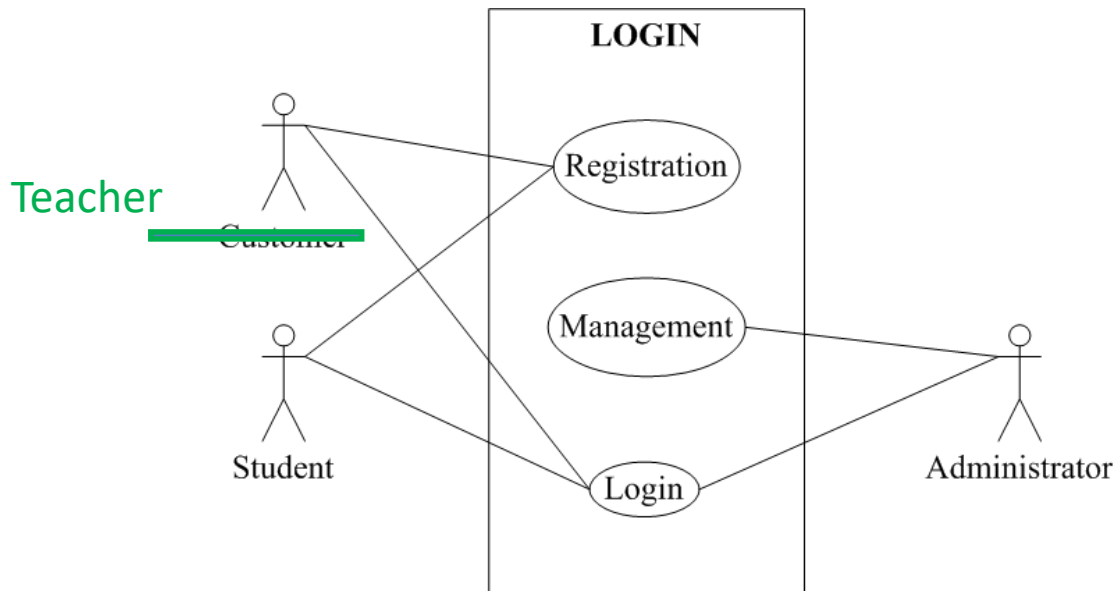 LOGIN
Registration
Teacher
Customer
Management
Student
Login
Administrator